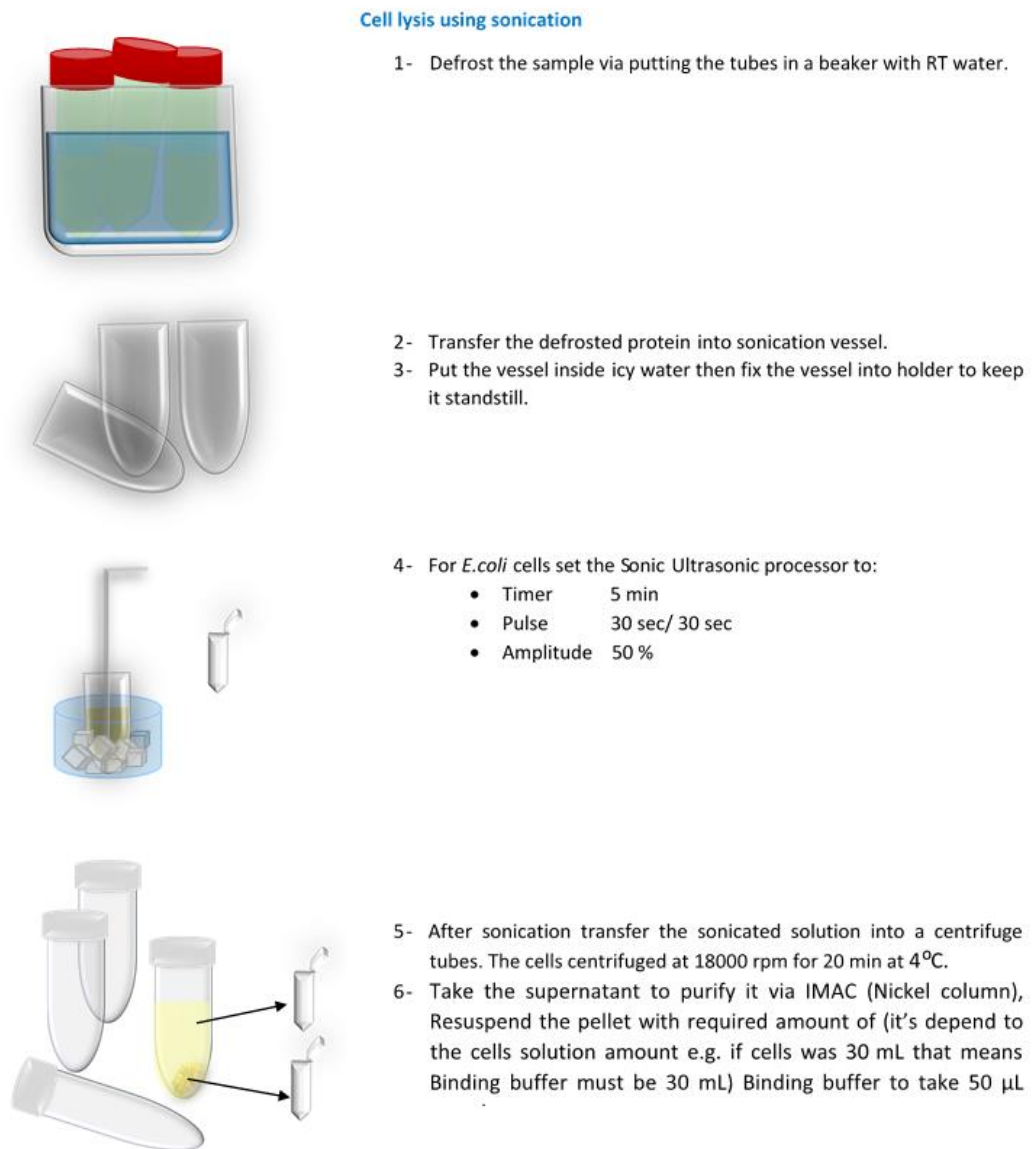 Cell lysis using sonication
1- Defrost the sample via putting the tubes in a beaker with RT water.
2- Transfer the defrosted protein into sonication vessel.
3- Put the vessel inside icy water then fix the vessel into holder to keep
it standstill.
4- For E.coli cells set the Sonic Ultrasonic processor to:
• Timer 5 min
• Pulse 30 sec/ 30 sec
• Amplitude 50 %
5- After sonication transfer the sonicated solution into a centrifuge
tubes. The cells centrifuged at 18000 rpm for 20 min at 4⁰C.
6- Take the supernatant to purify it via IMAC (Nickel column),
Resuspend the pellet with required amount of (it’s depend to
the cells solution amount e.g. if cells was 30 mL that means
Binding buffer must be 30 mL) Binding buffer to take 50 µL